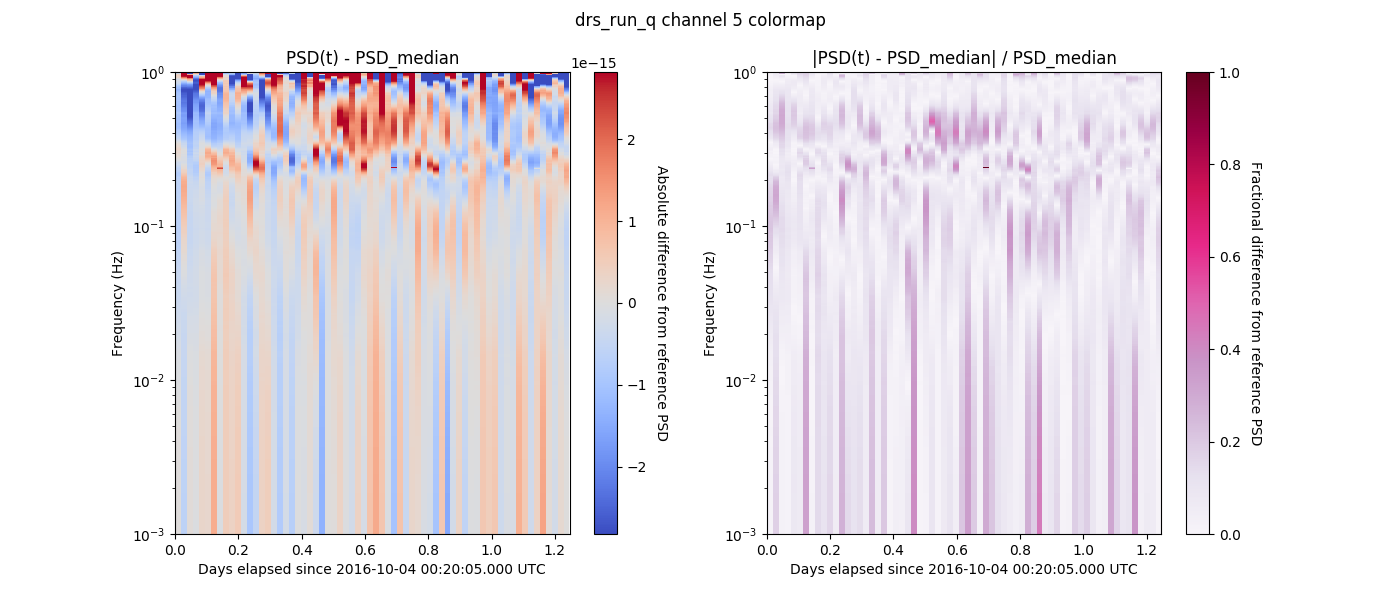 drs_run_q channel 5 colormap
PSD(t) - PSD_median
1e−15
10⁰
10⁻¹
10⁻²
10⁻³
Frequency (Hz)
0.0 0.2 0.4 0.6 0.8 1.0 1.2
Days elapsed since 2016-10-04 00:20:05.000 UTC
2
1
0
−1
−2
Absolute difference from reference PSD
|PSD(t) - PSD_median| / PSD_median
10⁰
10⁻¹
10⁻²
10⁻³
Frequency (Hz)
0.0 0.2 0.4 0.6 0.8 1.0 1.2
Days elapsed since 2016-10-04 00:20:05.000 UTC
1.0
0.8
0.6
0.4
0.2
0.0
Fractional difference from reference PSD